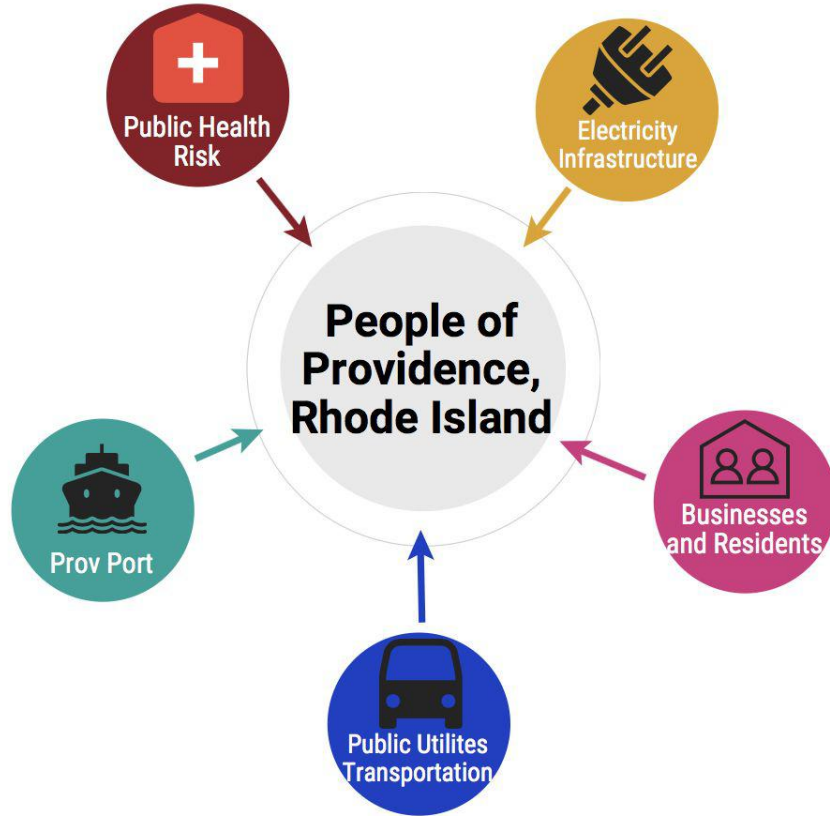 Public Health
Risk
Electricity
Infrastructure
People of
Providence,
Rhode Island
Prov Port
Businesses
and Residents
Public Utilites
Transportation